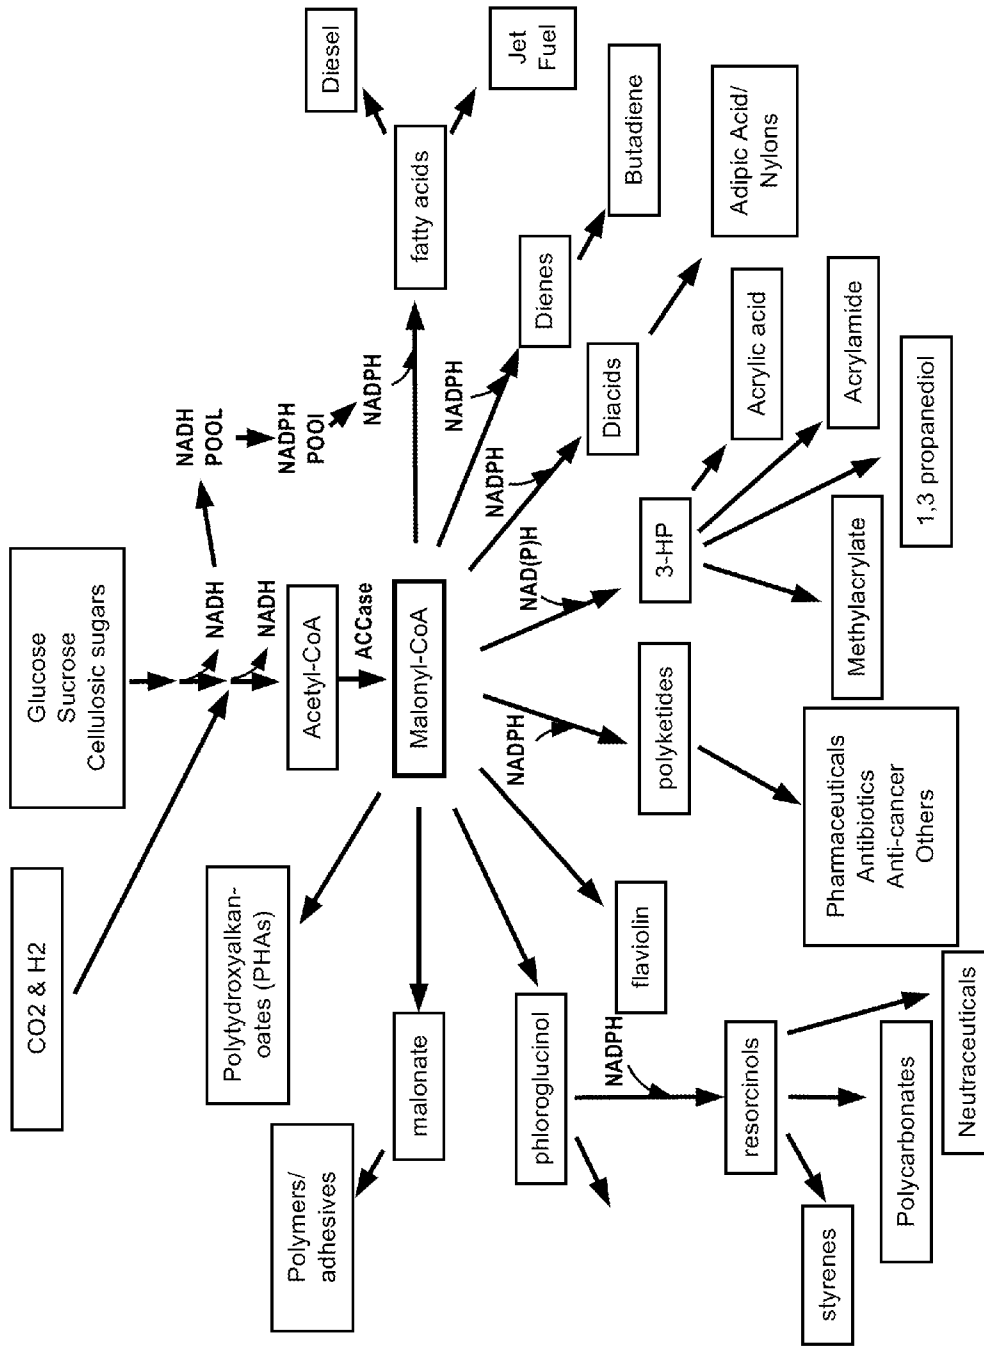 CO2 & H2
Glucose
Sucrose
Cellulosic sugars
NADH
NADH
NADH
POOL
NADPH
POOl
NADPH
Acetyl-CoA
ACCase
Malonyl-CoA
Polytydroxyalkan-
oates (PHAs)
malonate
Polymers/
adhesives
phloroglucinol
NADPH
resorcinols
styrenes
Polycarbonates
Neutraceuticals
flaviolin
NADPH
polyketides
Pharmaceuticals
Antibiotics
Anti-cancer
Others
NAD(P)H
3-HP
Methylacrylate
1,3 propanediol
Acrylamide
Acrylic acid
NADPH
Diacids
Adipic Acid/
Nylons
NADPH
Dienes
Butadiene
fatty acids
Diesel
Jet
Fuel